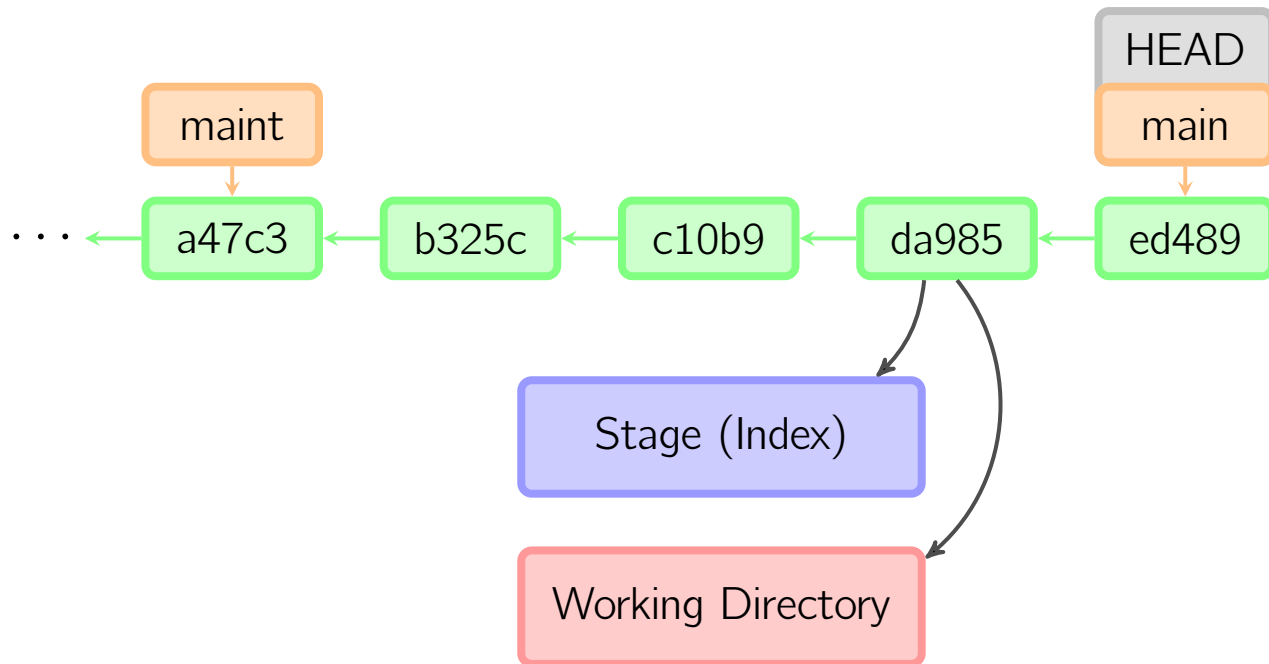 HEAD
maint
main
... a47c3 b325c c10b9 da985 ed489
Stage (Index)
Working Directory